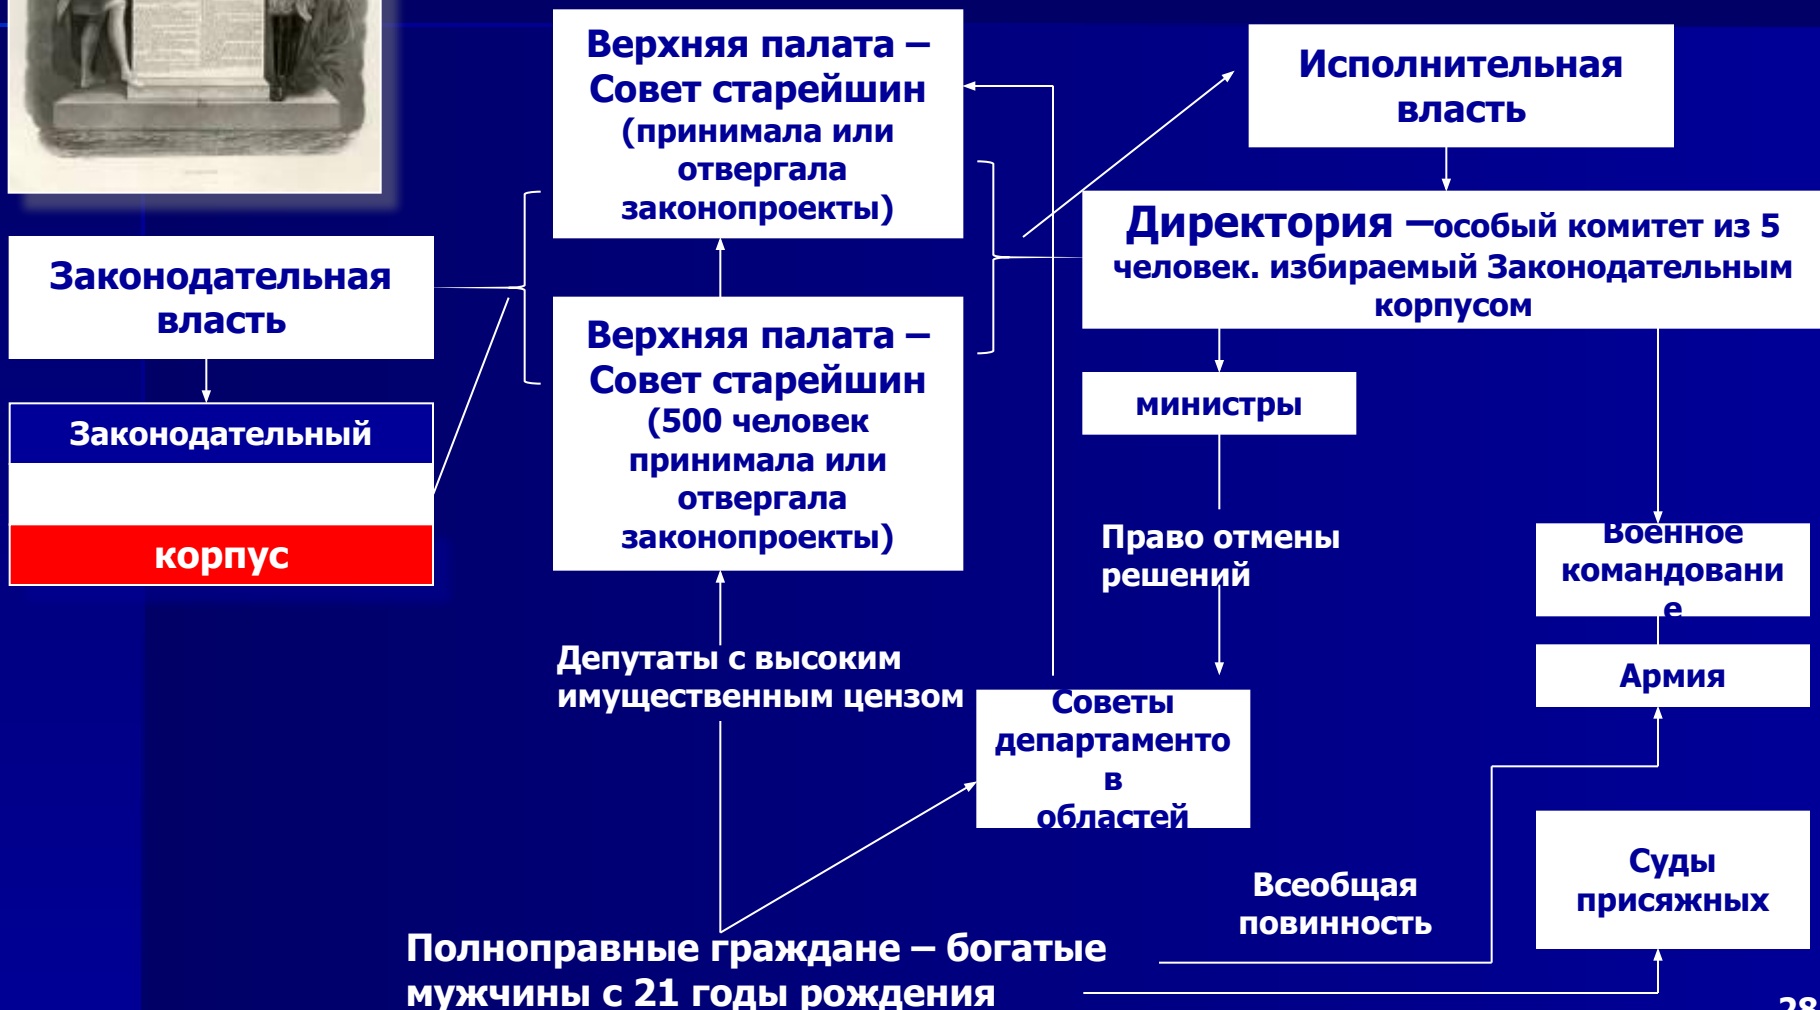 Верхняя палата –
Совет старейшин
(принимала или
отвергала
законопроекты)
Исполнительная
власть
Директория –особый комитет из 5
человек. избираемый Законодательным
корпусом
Законодательная
власть
Верхняя палата –
Совет старейшин
(500 человек
принимала или
отвергала
законопроекты)
министры
Законодательный
корпус
Право отмены
решений
Военное
командовани
е
Армия
Депутаты с высоким
имущественным цензом
Советы
департаменто
в
областей
Суды
присяжных
Всеобщая
повинность
Полноправные граждане – богатые
мужчины с 21 годы рождения
28